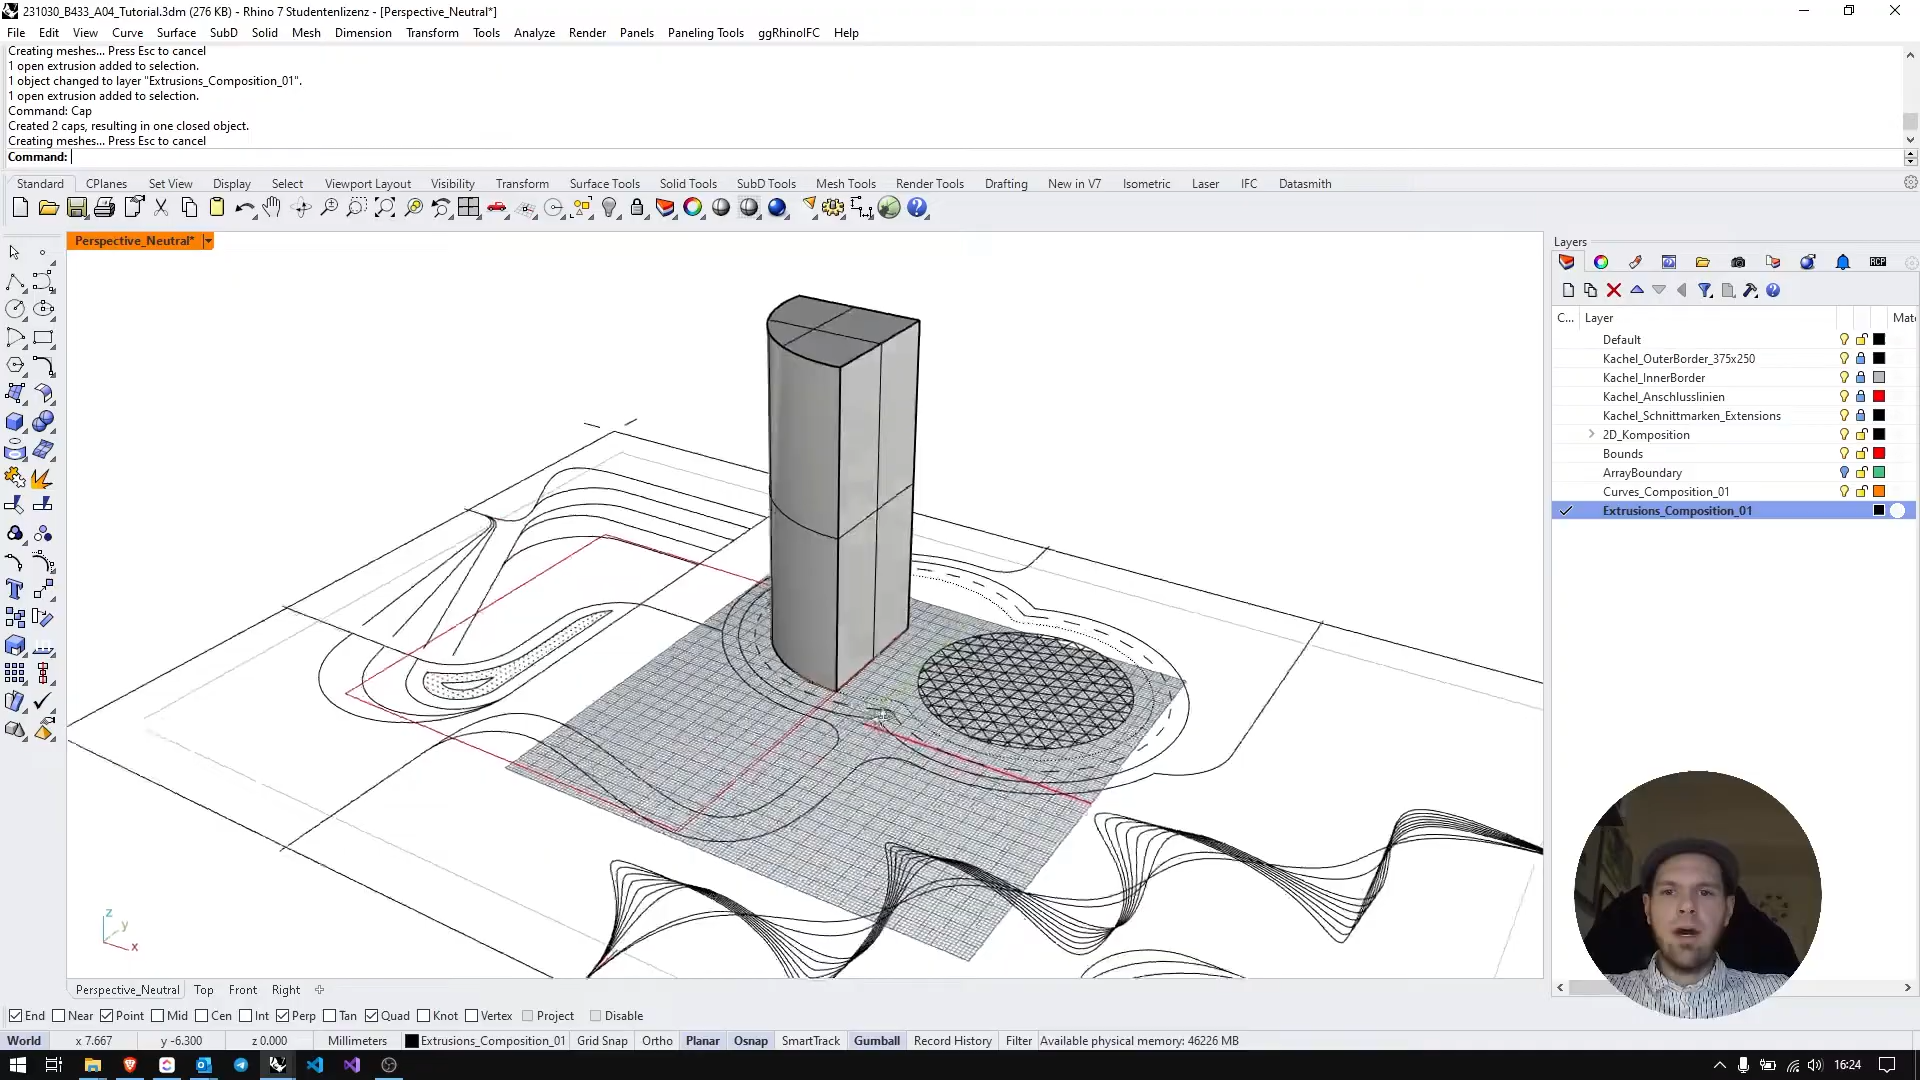 231030_B433_A04_Tutorial.3dm (276 KB) - Rhino 7 Studentenlizenz - [Perspective_Neutral*]
File Edit View Curve Surface SubD Solid Mesh Dimension Transform Tools Analyze Render Panels Paneling Tools ggRhinoIFC Help
Creating meshes... Press Esc to cancel
1 open extrusion added to selection.
1 object changed to layer "Extrusions_Composition_01".
1 open extrusion added to selection.
Command: Cap
Created 2 caps, resulting in one closed object.
Creating meshes... Press Esc to cancel
Command:
Standard CPlanes Set View Display Select Viewport Layout Visibility Transform Surface Tools Solid Tools SubD Tools Mesh Tools Render Tools Drafting New in V7 Isometric Laser IFC Datasmith
Perspective_Neutral*
Layers
RCP
C... Layer Mate
Default
Kachel_OuterBorder_375x250
Kachel_InnerBorder
Kachel_Anschlusslinien
Kachel_Schnittmarken_Extensions
2D_Komposition
Bounds
ArrayBoundary
Curves_Composition_01
Extrusions_Composition_01
z
y
x
Perspective_Neutral Top Front Right
End Near Point Mid Cen Int Perp Tan Quad Knot Vertex Project Disable
World x 7.667 y -6.300 z 0.000 Millimeters Extrusions_Composition_01 Grid Snap Ortho Planar Osnap SmartTrack Gumball Record History Filter Available physical memory: 46226 MB
16:24